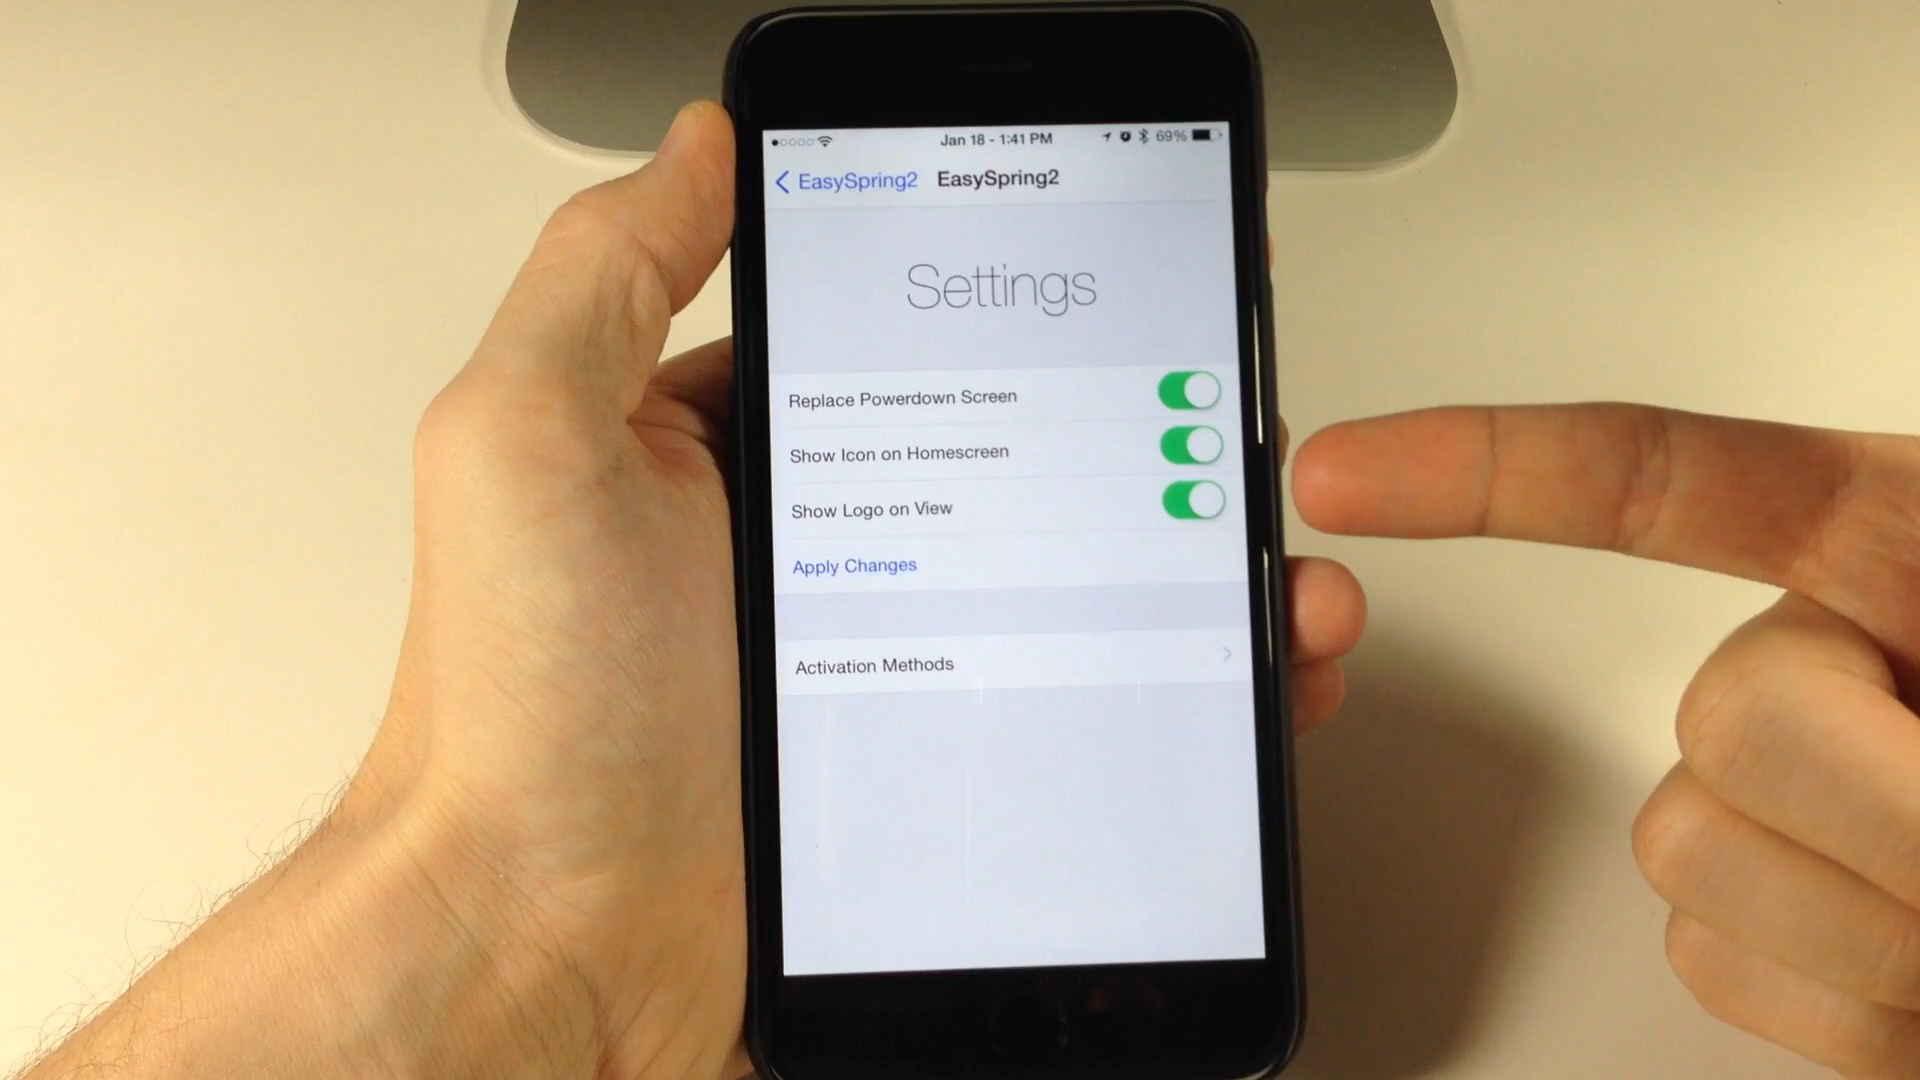 Jan 18 - 1:41 PM 69%
EasySpring2 EasySpring2
Settings
Replace Powerdown Screen
Show Icon on Homescreen
Show Logo on View
Apply Changes
Activation Methods